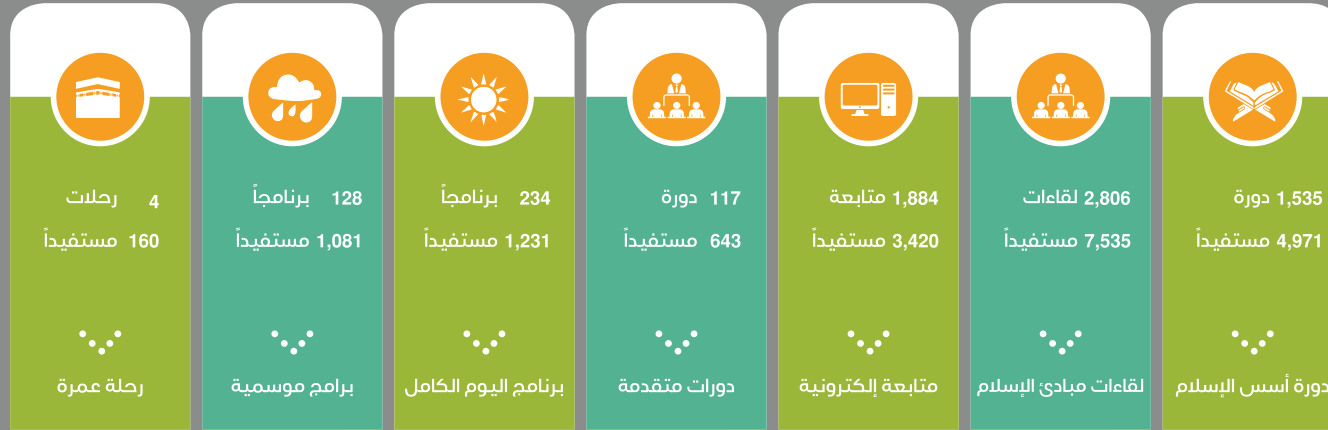 1,535 دورة
4,971 مستفيداً
دورة أسس الإسلام
2,806 لقاءات
7,535 مستفيداً
لقاءات مبادئ الإسلام
1,884 متابعة
3,420 مستفيداً
متابعة إلكترونية
117 دورة
643 مستفيداً
دورات متقدمة
234 برنامجاً
1,231 مستفيداً
برنامج اليوم الكامل
128 برنامجاً
1,081 مستفيداً
برامج موسمية
4 رحلات
160 مستفيداً
رحلة عمرة